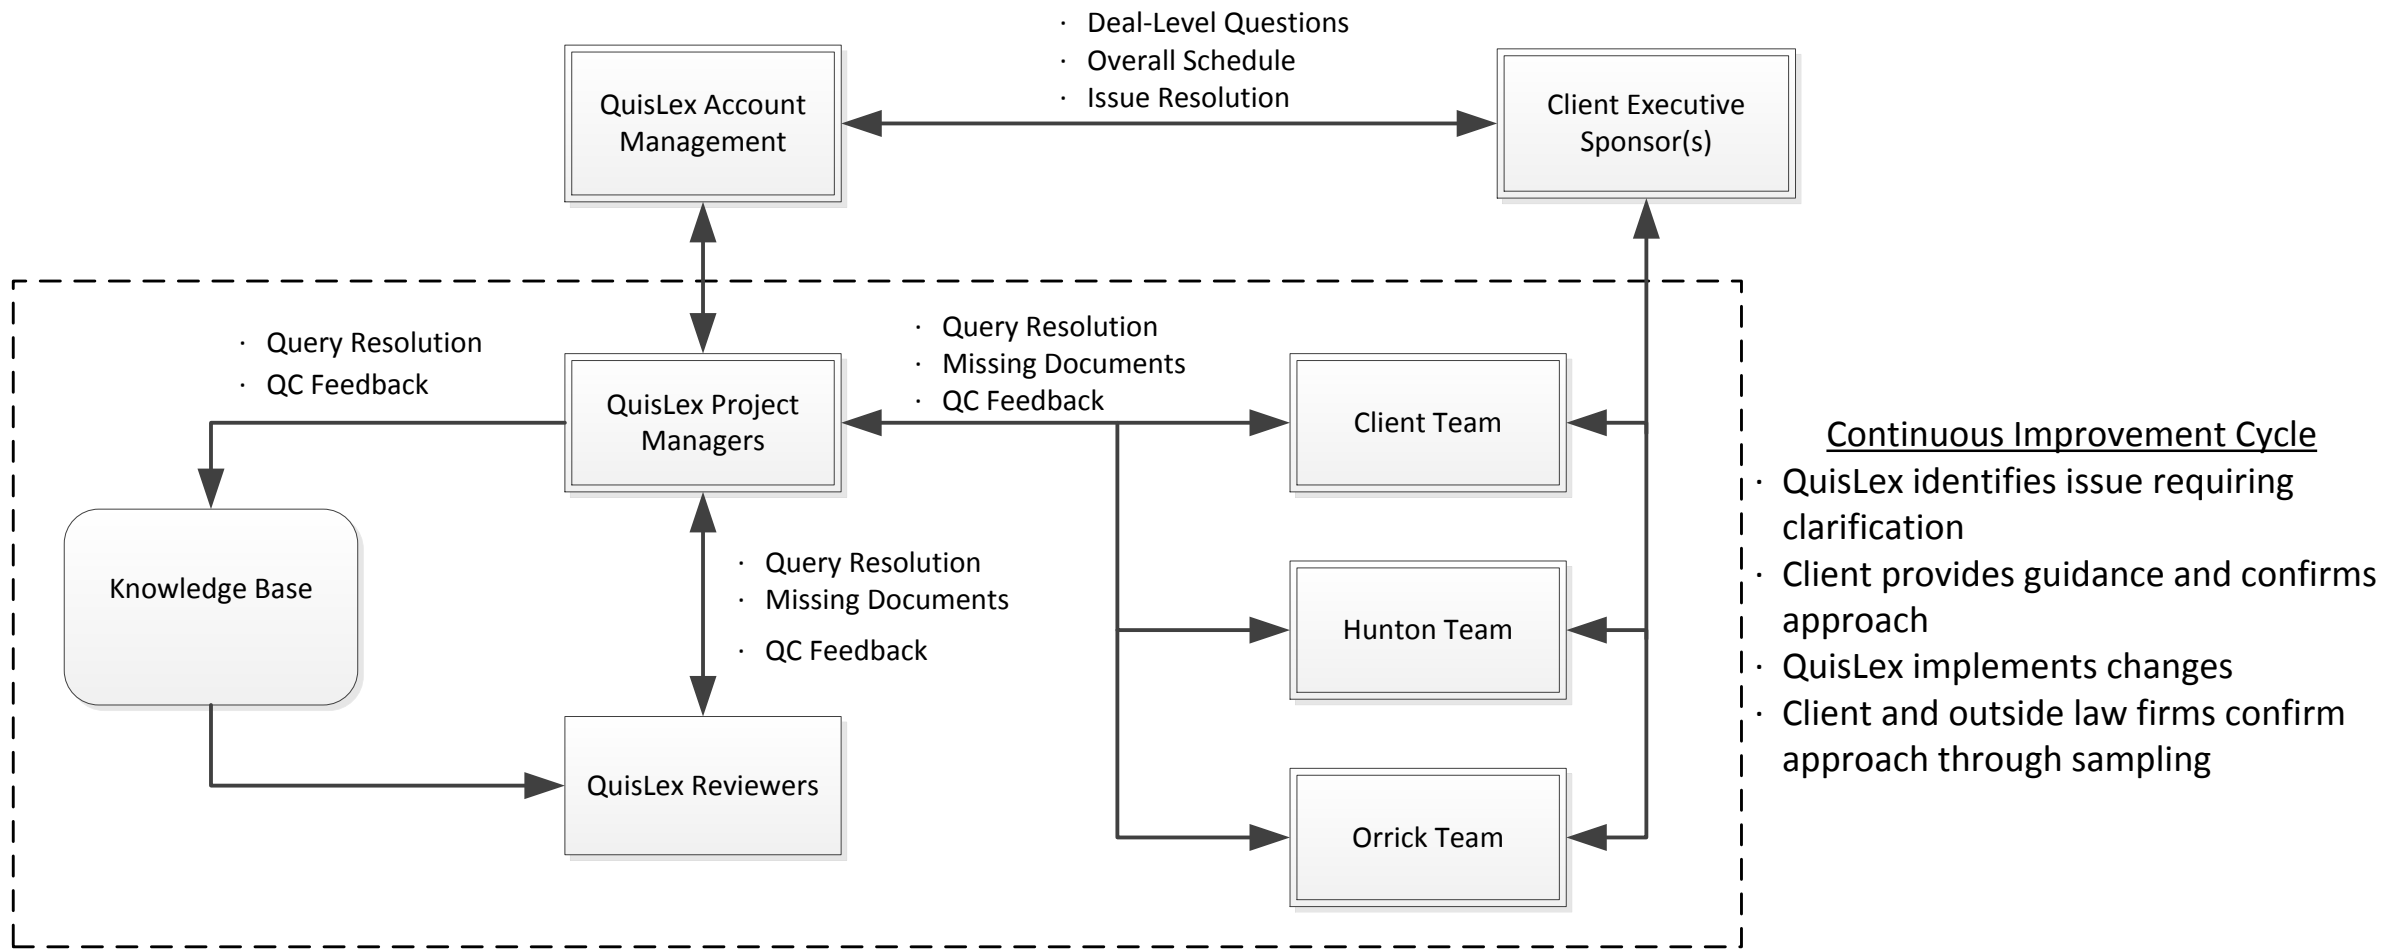 · Deal-Level Questions
· Overall Schedule
· Issue Resolution
QuisLex Account
Management
Client Executive
Sponsor(s)
· Query Resolution
· QC Feedback
· Query Resolution
· Missing Documents
· QC Feedback
QuisLex Project
Managers
Client Team
Knowledge Base
· Query Resolution
· Missing Documents
· QC Feedback
Hunton Team
QuisLex Reviewers
Orrick Team
Continuous Improvement Cycle
· QuisLex identifies issue requiring
clarification
· Client provides guidance and confirms
approach
· QuisLex implements changes
· Client and outside law firms confirm
approach through sampling